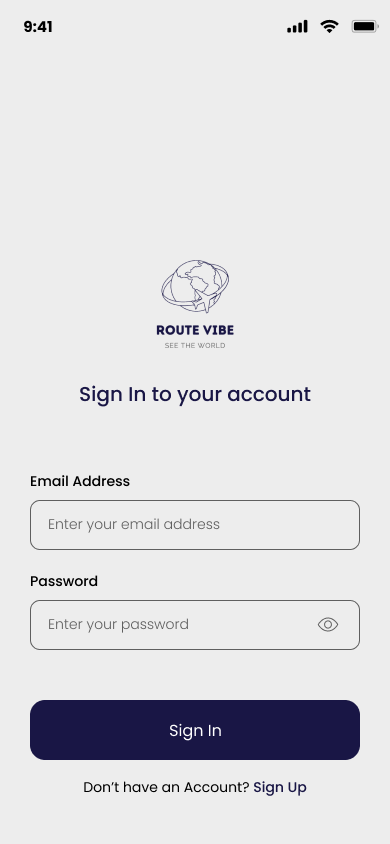 9:41
ROUTE VIBE
SEE THE WORLD
Sign In to your account
Email Address
Enter your email address
Password
Enter your password
Sign In
Don’t have an Account? Sign Up